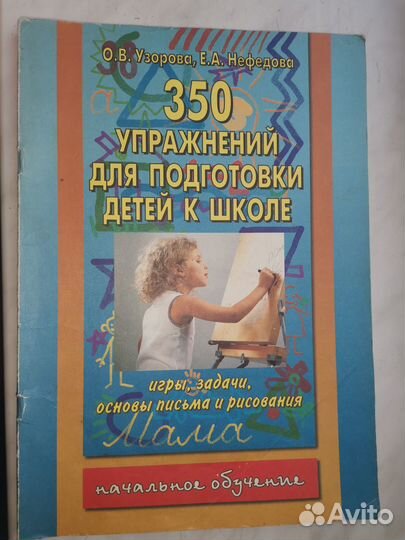 О.В. Узорова, Е.А. Нефедова
350
УПРАЖНЕНИЙ
ДЛЯ ПОДГОТОВКИ
ДЕТЕЙ К ШКОЛЕ
игры, задачи,
основы письма и рисования
Мама
начальное обучение
Avito